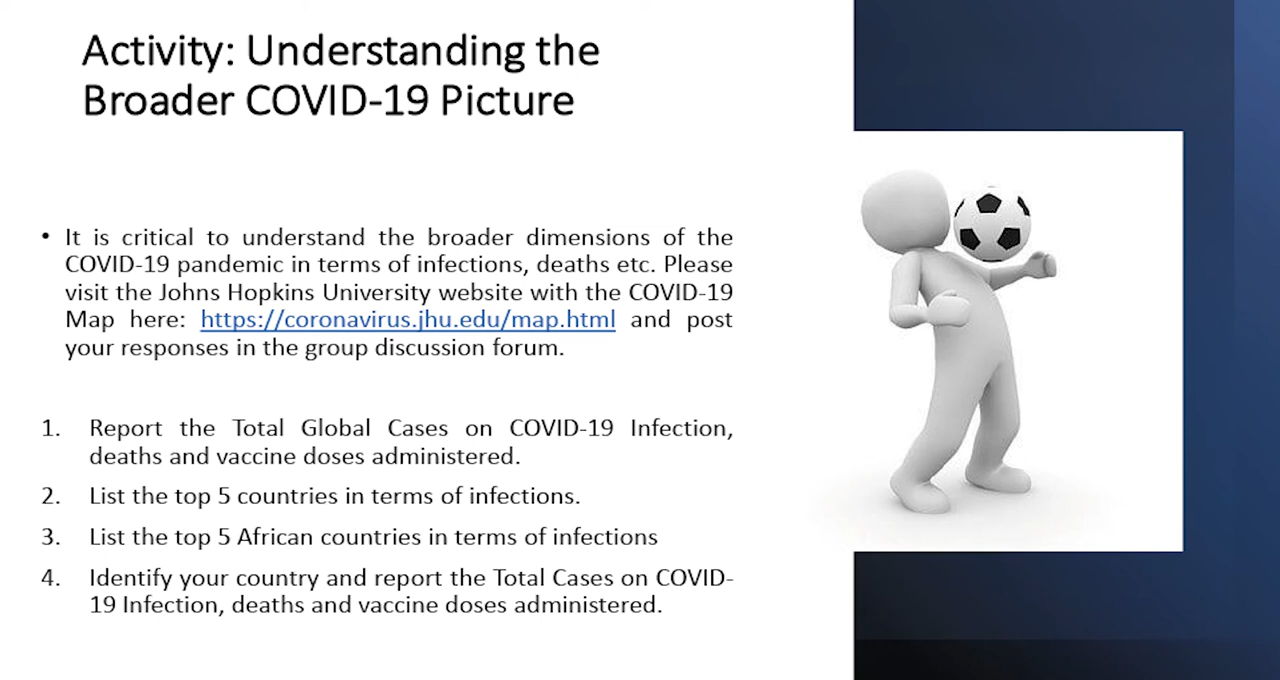 Activity: Understanding the
Broader COVID-19 Picture
• It is critical to understand the broader dimensions of the
COVID-19 pandemic in terms of infections, deaths etc. Please
visit the Johns Hopkins University website with the COVID-19
Map here: https://coronavirus.jhu.edu/map.html and post
your responses in the group discussion forum.
1. Report the Total Global Cases on COVID-19 Infection,
deaths and vaccine doses administered.
2. List the top 5 countries in terms of infections.
3. List the top 5 African countries in terms of infections
4. Identify your country and report the Total Cases on COVID-
19 Infection, deaths and vaccine doses administered.